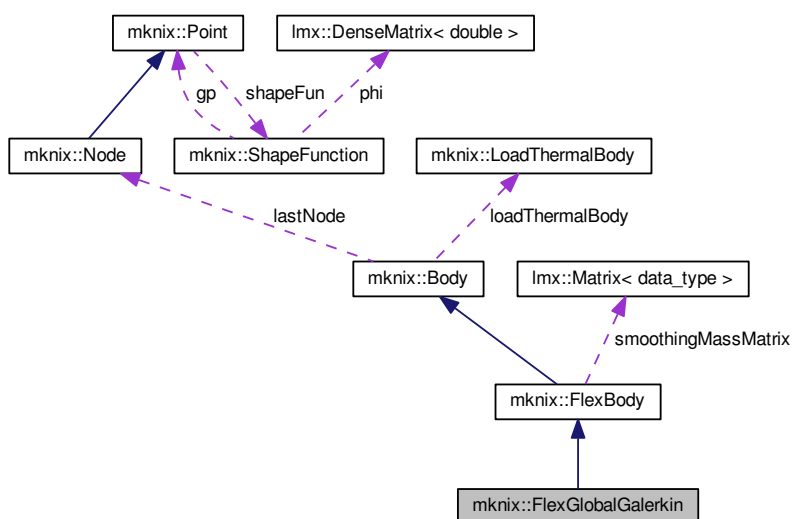 mknix::Point
lmx::DenseMatrix< double >
gp
shapeFun
phi
mknix::Node
mknix::ShapeFunction
mknix::LoadThermalBody
lastNode
loadThermalBody
mknix::Body
lmx::Matrix< data_type >
smoothingMassMatrix
mknix::FlexBody
mknix::FlexGlobalGalerkin